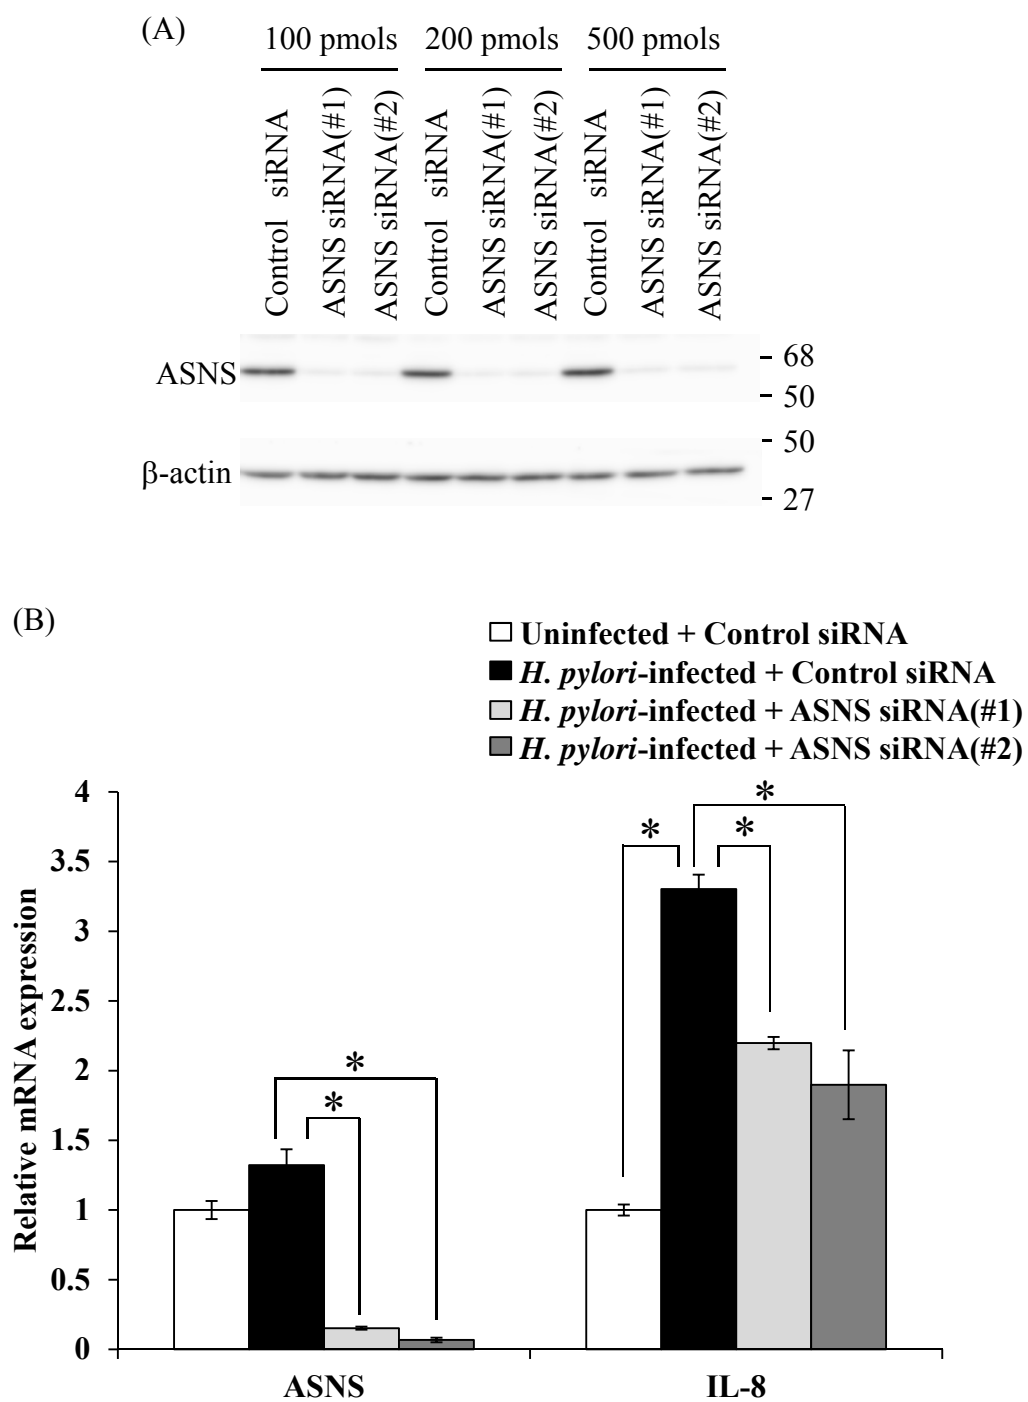 (A)
100 pmols 200 pmols 500 pmols
Control siRNA
ASNS siRNA(#1)
ASNS siRNA(#2)
Control siRNA
ASNS siRNA(#1)
ASNS siRNA(#2)
Control siRNA
ASNS siRNA(#1)
ASNS siRNA(#2)
ASNS
- 68
- 50
β-actin
- 50
- 27
(B)
Uninfected + Control siRNA
H. pylori-infected + Control siRNA
H. pylori-infected + ASNS siRNA(#1)
H. pylori-infected + ASNS siRNA(#2)
Relative mRNA expression
4
3.5
3
2.5
2
1.5
1
0.5
0
*
*
*
*
*
ASNS IL-8